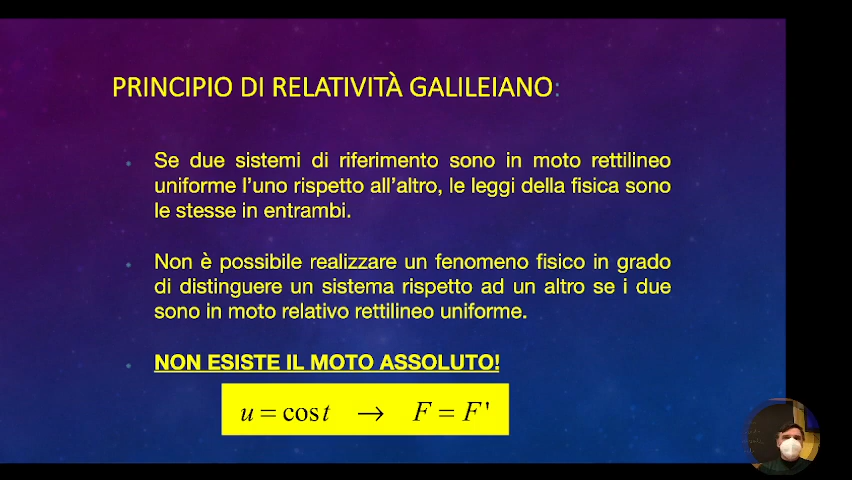 PRINCIPIO DI RELATIVITÀ GALILEIANO:
• Se due sistemi di riferimento sono in moto rettilineo
uniforme l'uno rispetto all'altro, le leggi della fisica sono
le stesse in entrambi.
• Non è possibile realizzare un fenomeno fisico in grado
di distinguere un sistema rispetto ad un altro se i due
sono in moto relativo rettilineo uniforme.
• NON ESISTE IL MOTO ASSOLUTO!
u = cost → F = F'